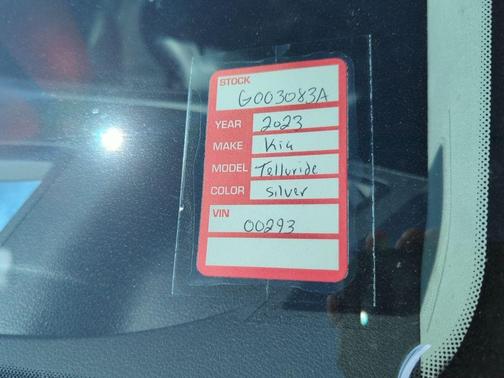 STOCK
G003083A
YEAR 2023
MAKE Kia
MODEL Telluride
COLOR Silver
VIN
00293